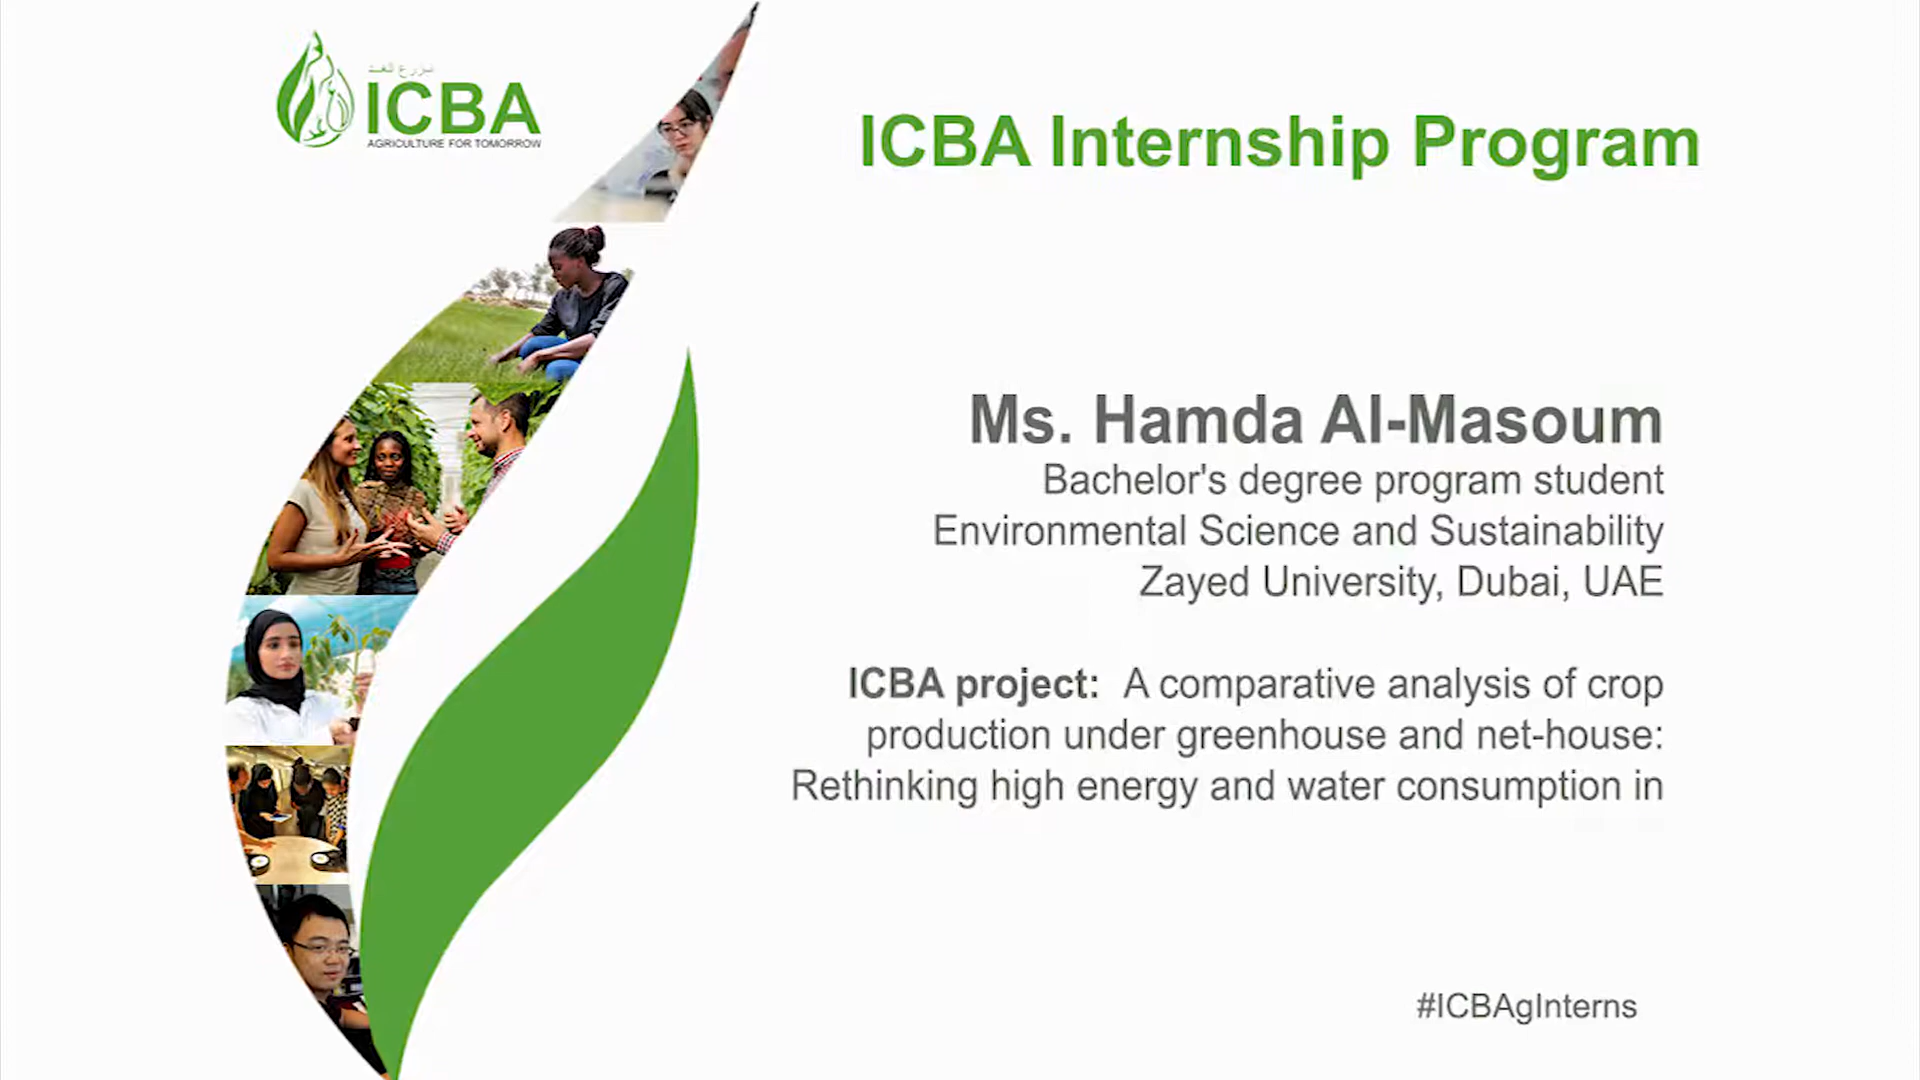 نزرع للغد
ICBA
AGRICULTURE FOR TOMORROW
ICBA Internship Program
Ms. Hamda Al-Masoum
Bachelor's degree program student
Environmental Science and Sustainability
Zayed University, Dubai, UAE
ICBA project: A comparative analysis of crop
production under greenhouse and net-house:
Rethinking high energy and water consumption in
#ICBAgInterns